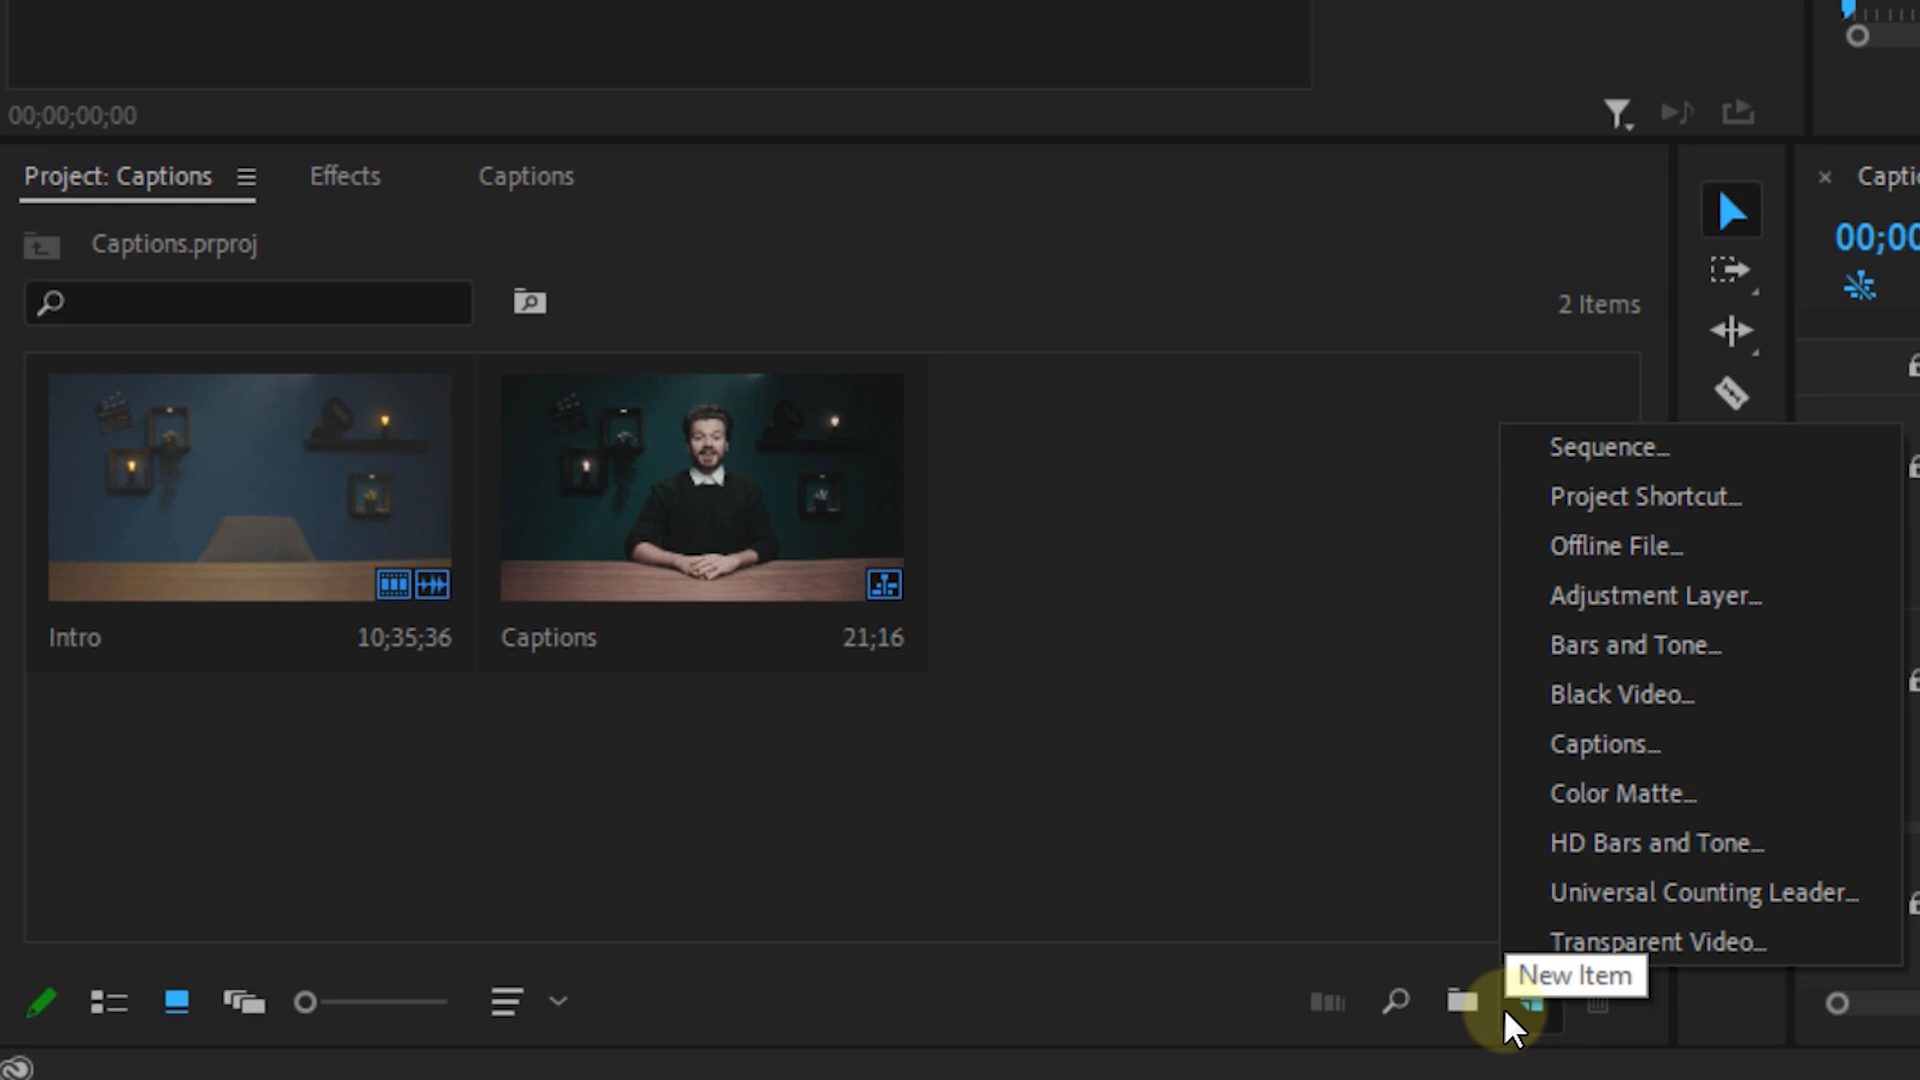 00;00;00;00
Project: Captions
Effects
Captions
Captions.prproj
2 Items
Intro
10;35;36
Captions
21;16
Sequence...
Project Shortcut...
Offline File...
Adjustment Layer...
Bars and Tone...
Black Video...
Captions...
Color Matte...
HD Bars and Tone...
Universal Counting Leader...
Transparent Video...
New Item
Captio
00;00